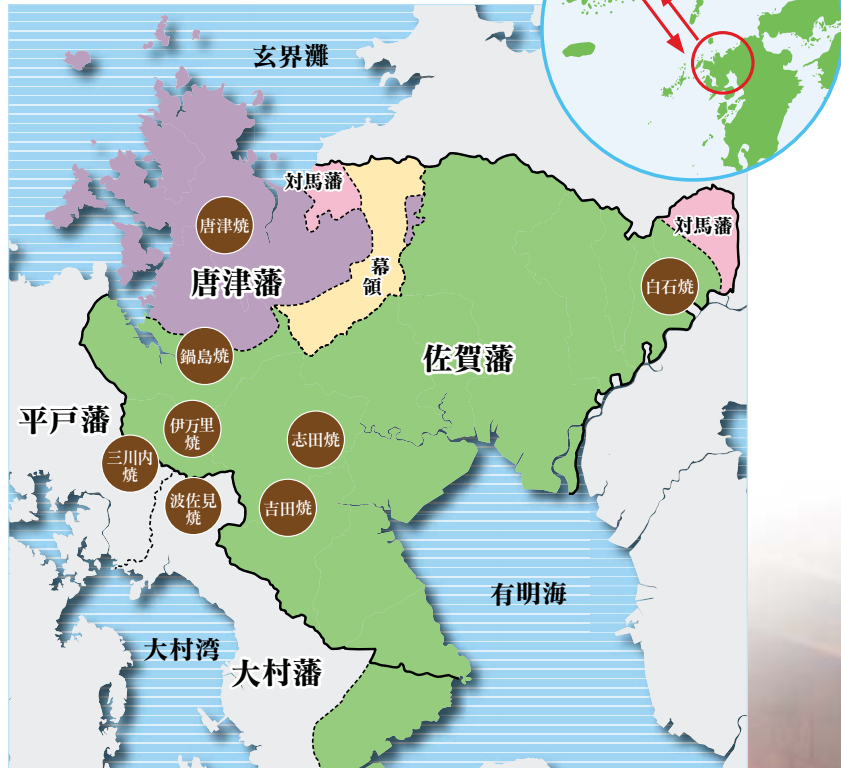 玄界灘
対馬藩
対馬藩
唐津焼
幕
領
唐津藩
白石焼
鍋島焼
佐賀藩
平戸藩
伊万里
焼
志田焼
三川内
焼
波佐見
焼
吉田焼
有明海
大村湾
大村藩